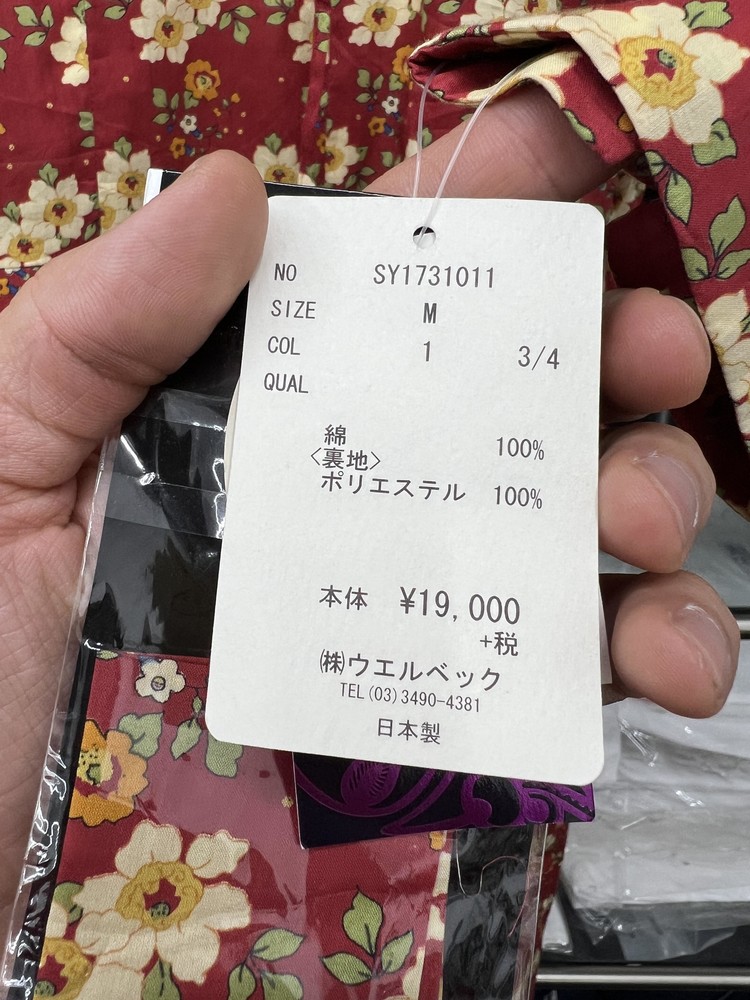 NO SY1731011
SIZE M
COL 1 3/4
QUAL
綿 100%
〈裏地〉
ポリエステル 100%
本体 ¥19,000
+税
㈱ウエルベック
TEL(03)3490-4381
日本製